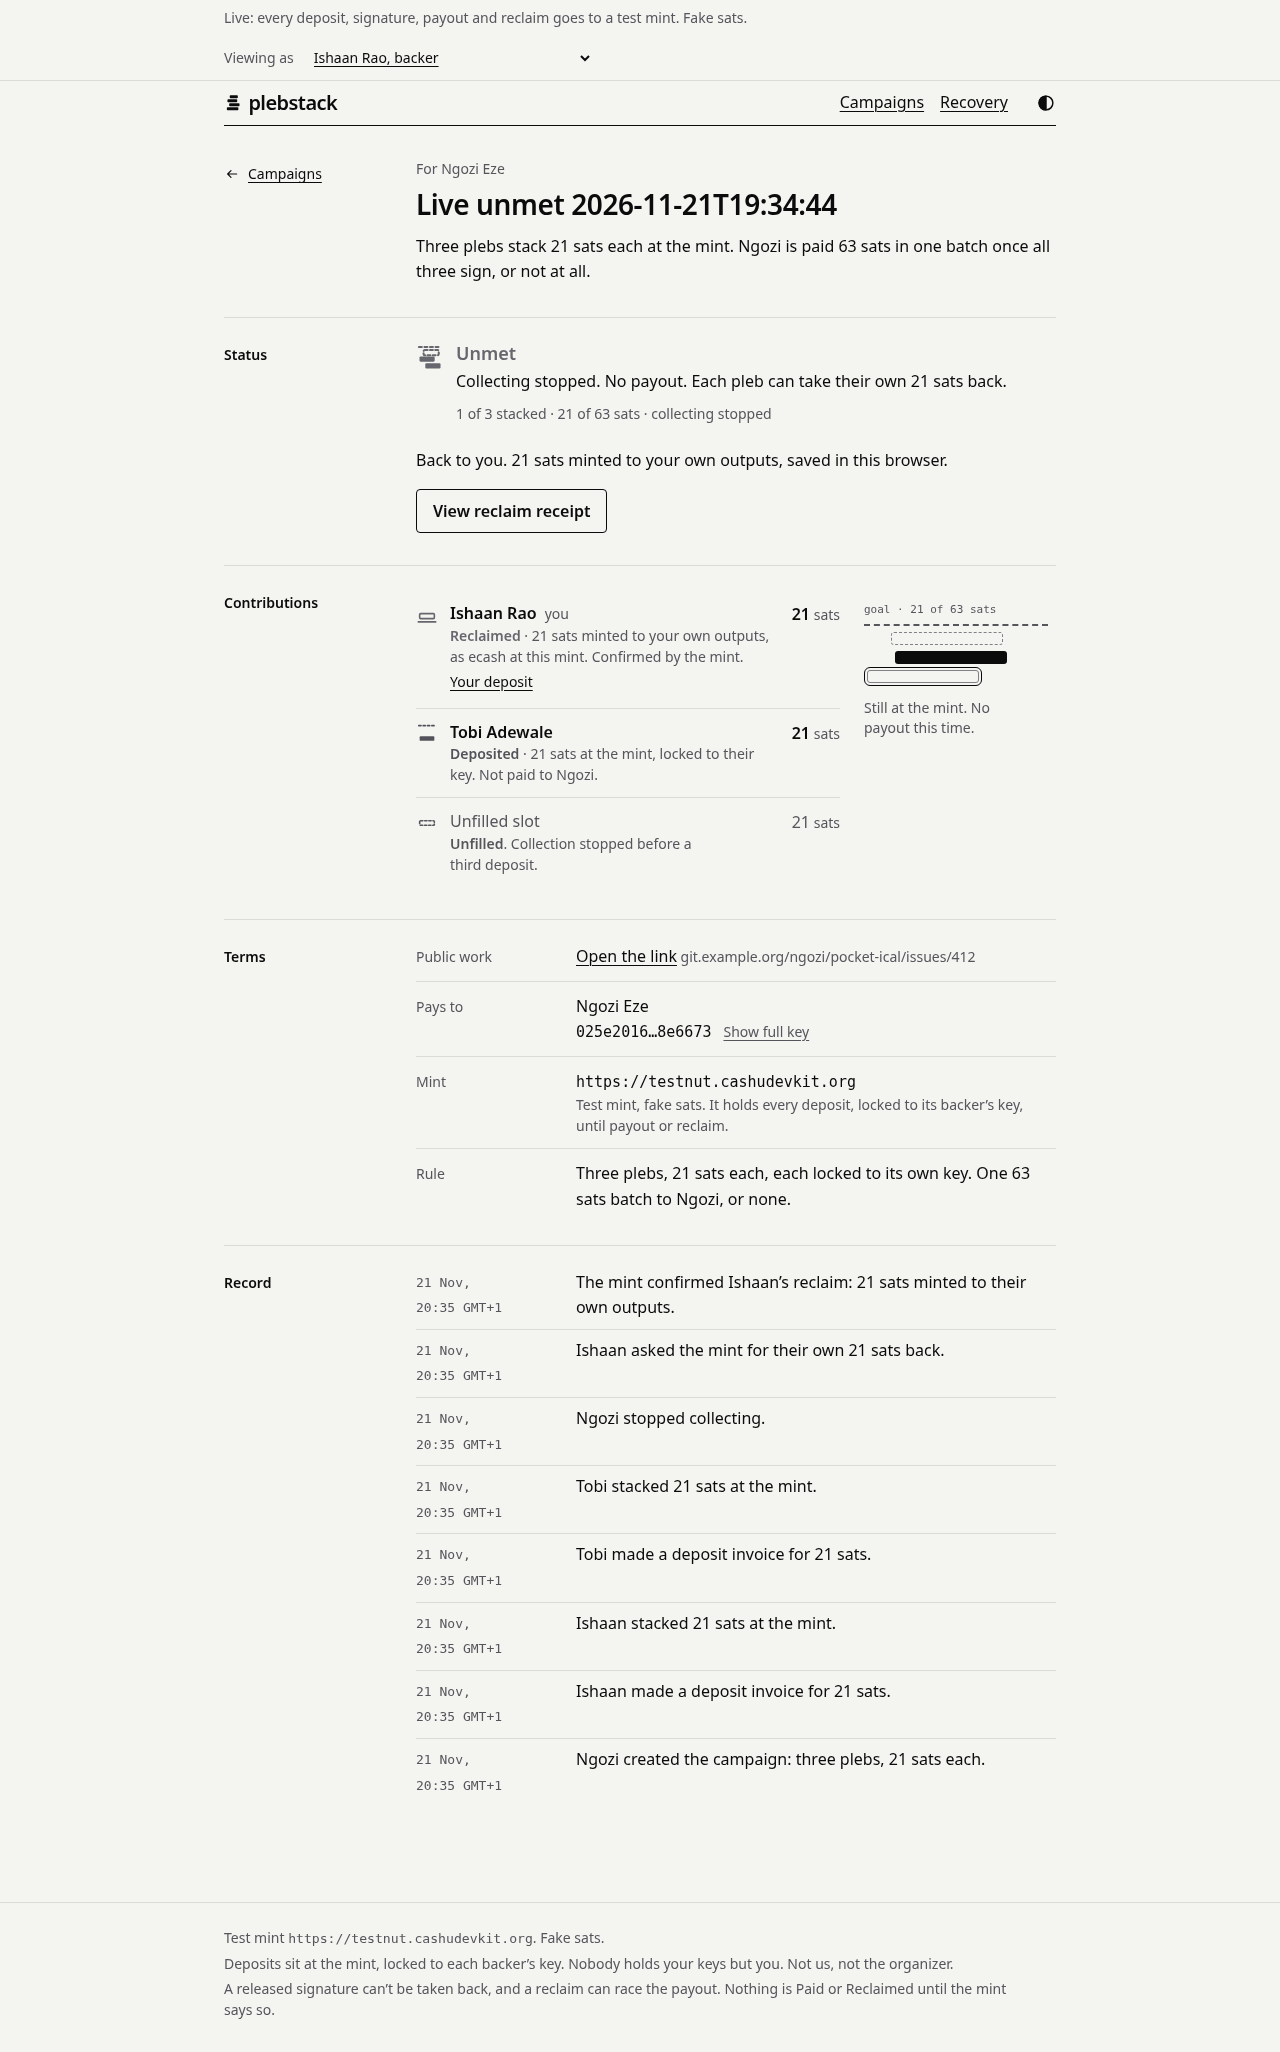 Live: every deposit, signature, payout and reclaim goes to a test mint. Fake sats.
Viewing as Ishaan Rao, backer
plebstack
Campaigns Recovery
← Campaigns
For Ngozi Eze
Live unmet 2026-11-21T19:34:44
Three plebs stack 21 sats each at the mint. Ngozi is paid 63 sats in one batch once all
three sign, or not at all.
Status
Unmet
Collecting stopped. No payout. Each pleb can take their own 21 sats back.
1 of 3 stacked · 21 of 63 sats · collecting stopped
Back to you. 21 sats minted to your own outputs, saved in this browser.
View reclaim receipt
Contributions
Ishaan Rao you
21 sats
Reclaimed · 21 sats minted to your own outputs,
as ecash at this mint. Confirmed by the mint.
Your deposit
Tobi Adewale
21 sats
Deposited · 21 sats at the mint, locked to their
key. Not paid to Ngozi.
Unfilled slot
21 sats
Unfilled. Collection stopped before a
third deposit.
goal · 21 of 63 sats
Still at the mint. No
payout this time.
Terms
Public work
Open the link git.example.org/ngozi/pocket-ical/issues/412
Pays to
Ngozi Eze
025e2016…8e6673 Show full key
Mint
https://testnut.cashudevkit.org
Test mint, fake sats. It holds every deposit, locked to its backer’s key,
until payout or reclaim.
Rule
Three plebs, 21 sats each, each locked to its own key. One 63
sats batch to Ngozi, or none.
Record
21 Nov,
20:35 GMT+1
The mint confirmed Ishaan’s reclaim: 21 sats minted to their
own outputs.
21 Nov,
20:35 GMT+1
Ishaan asked the mint for their own 21 sats back.
21 Nov,
20:35 GMT+1
Ngozi stopped collecting.
21 Nov,
20:35 GMT+1
Tobi stacked 21 sats at the mint.
21 Nov,
20:35 GMT+1
Tobi made a deposit invoice for 21 sats.
21 Nov,
20:35 GMT+1
Ishaan stacked 21 sats at the mint.
21 Nov,
20:35 GMT+1
Ishaan made a deposit invoice for 21 sats.
21 Nov,
20:35 GMT+1
Ngozi created the campaign: three plebs, 21 sats each.
Test mint https://testnut.cashudevkit.org. Fake sats.
Deposits sit at the mint, locked to each backer’s key. Nobody holds your keys but you. Not us, not the organizer.
A released signature can’t be taken back, and a reclaim can race the payout. Nothing is Paid or Reclaimed until the mint
says so.